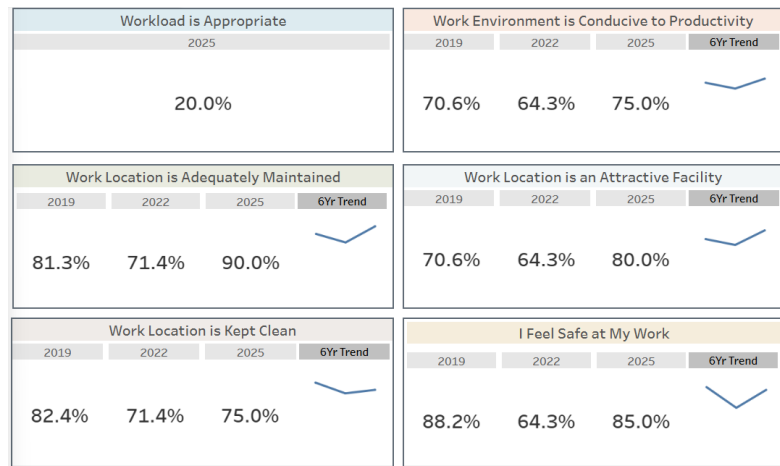 Workload is Appropriate
2025
20.0%
Work Environment is Conducive to Productivity
2019 2022 2025 6Yr Trend
70.6% 64.3% 75.0%
Work Location is Adequately Maintained
2019 2022 2025 6Yr Trend
81.3% 71.4% 90.0%
Work Location is an Attractive Facility
2019 2022 2025 6Yr Trend
70.6% 64.3% 80.0%
Work Location is Kept Clean
2019 2022 2025 6Yr Trend
82.4% 71.4% 75.0%
I Feel Safe at My Work
2019 2022 2025 6Yr Trend
88.2% 64.3% 85.0%